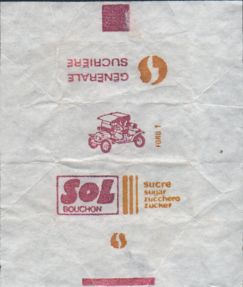 GÉNÉRALE
SUCRIÈRE
FORD T
SOL
BOUCHON
sucre
sugar
zucchero
zucker